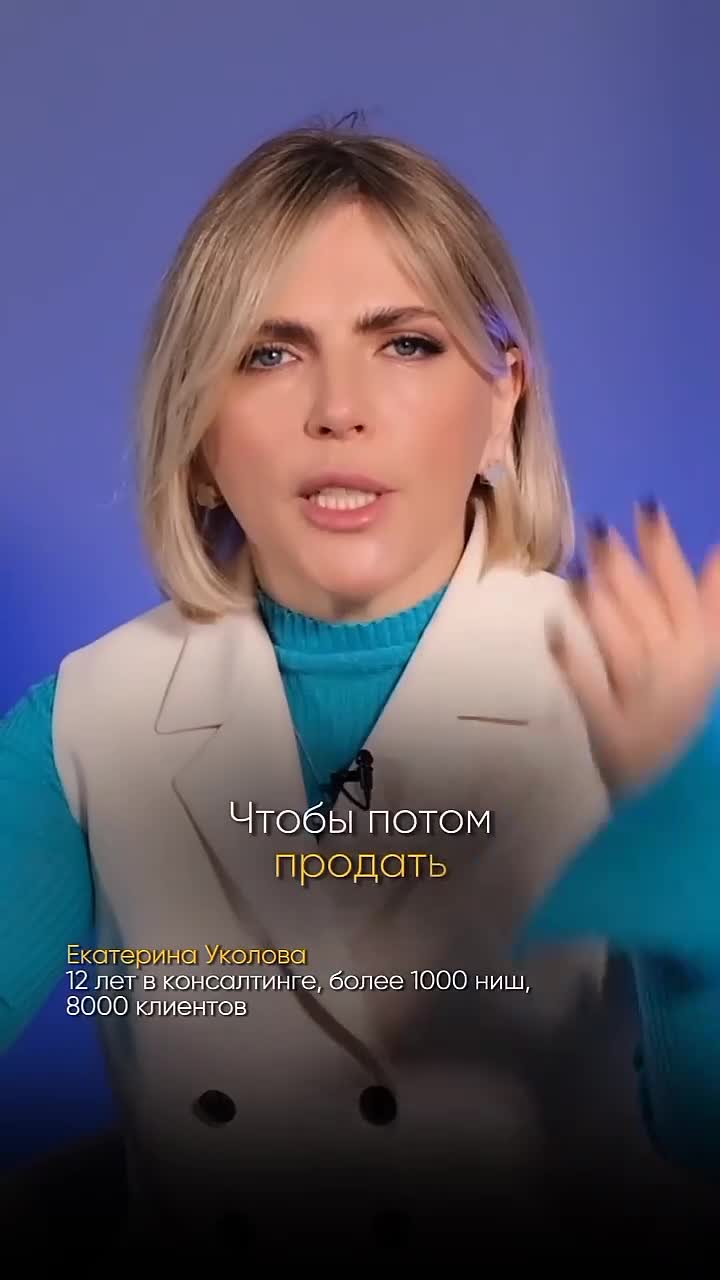 Чтобы потом
продать
Екатерина Уколова
12 лет в консалтинге, более 1000 ниш,
8000 клиентов